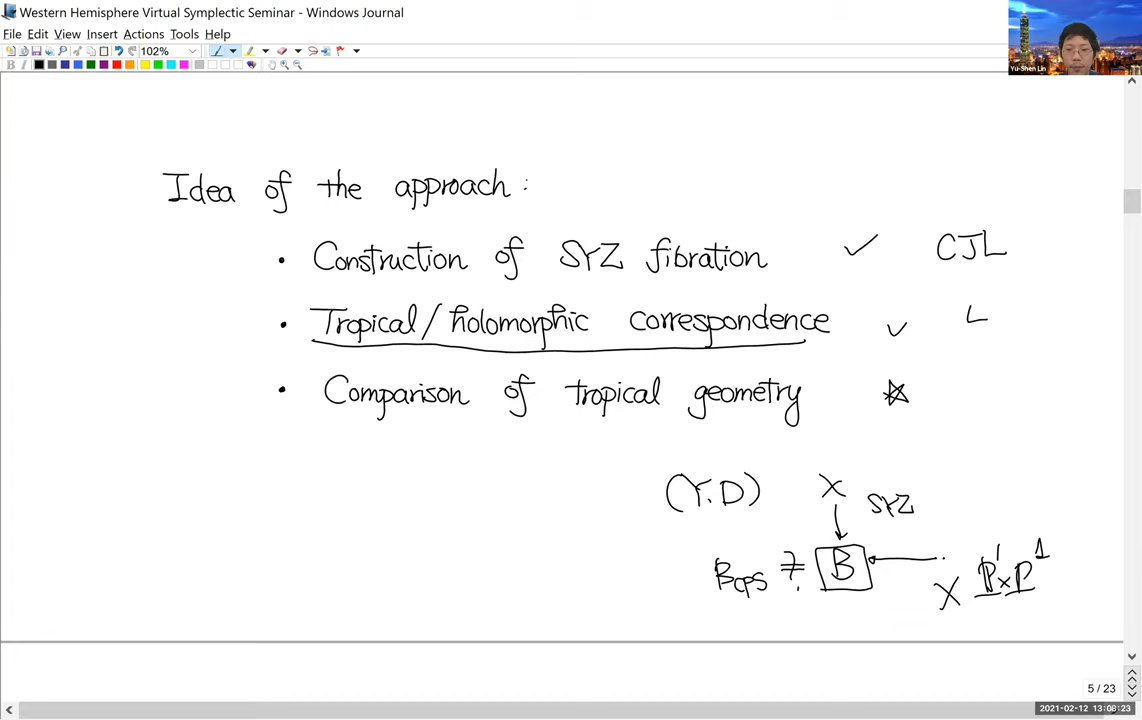 Western Hemisphere Virtual Symplectic Seminar - Windows Journal
File Edit View Insert Actions Tools Help
102%
B I
Yu-Shen Lin
Idea of the approach :
• Construction of SYZ fibration ✓ CJL
• Tropical/holomorphic correspondence ✓ L
• Comparison of tropical geometry ☆
(Y.D) X SYZ
B
X P¹×P¹
5 / 23
2021-02-12 13:08:23